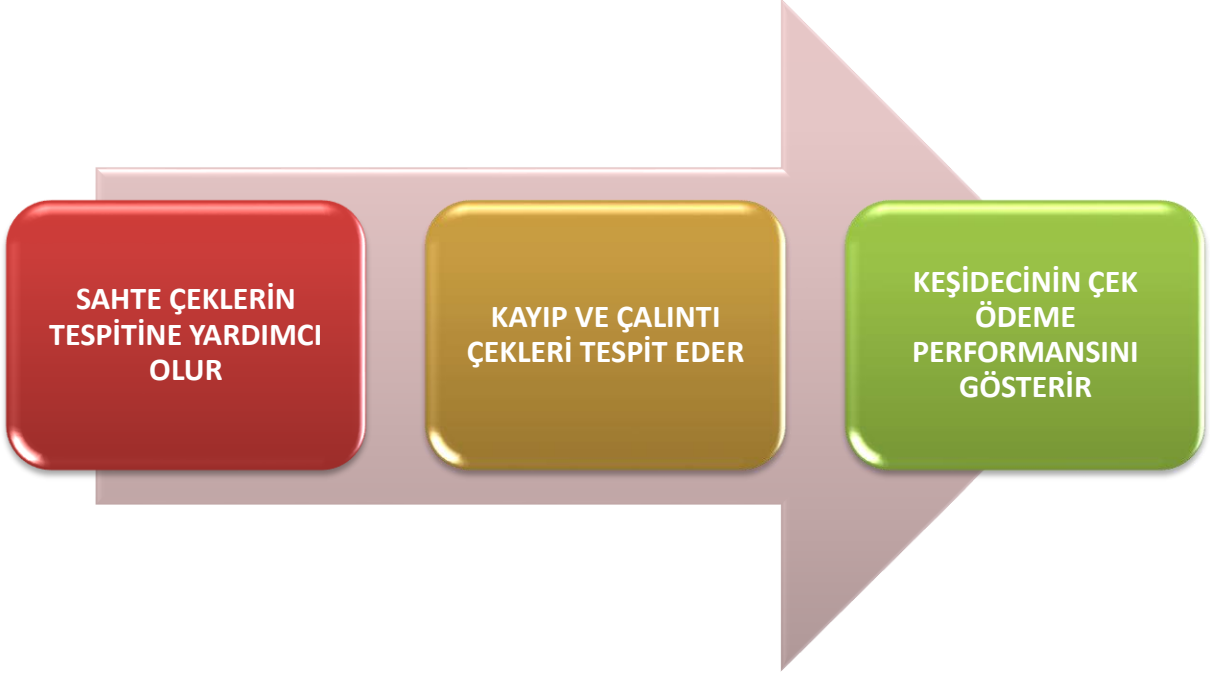 SAHTE ÇEKLERİN
TESPİTİNE YARDIMCI
OLUR
KAYIP VE ÇALINTI
ÇEKLERİ TESPİT EDER
KEŞİDECİNİN ÇEK
ÖDEME
PERFORMANSINI
GÖSTERİR